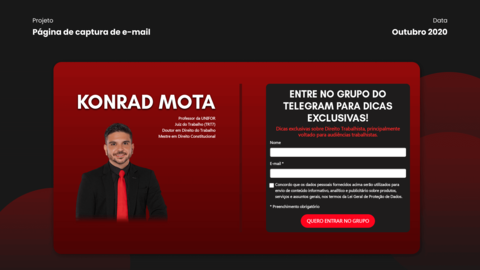 Projeto
Data
Página de captura de e-mail
Outubro 2020
KONRAD MOTA
Professor da UNIFOR
Juiz do Trabalho (TRT7)
Doutor em Direito do Trabalho
Mestre em Direito Constitucional
ENTRE NO GRUPO DO
TELEGRAM PARA DICAS
EXCLUSIVAS!
Dicas exclusivas sobre Direito Trabalhista, principalmente
voltado para audiências trabalhistas.
Nome
E-mail *
Concordo que os dados pessoais fornecidos acima serão utilizados para
envio de conteúdo informativo, analítico e publicitário sobre produtos,
serviços e assuntos gerais, nos termos da Lei Geral de Proteção de Dados.
* Preenchimento obrigatório
QUERO ENTRAR NO GRUPO